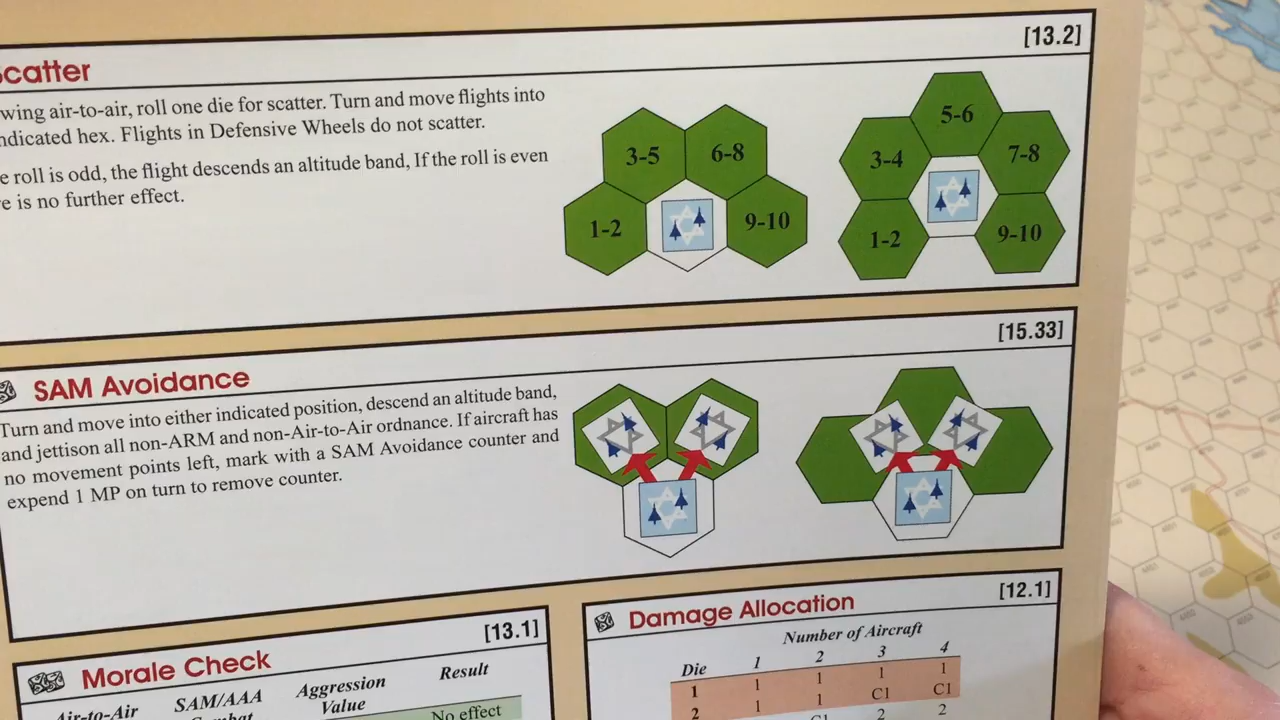 [13.2]
Scatter
wing air-to-air, roll one die for scatter. Turn and move flights into
ndicated hex. Flights in Defensive Wheels do not scatter.
e roll is odd, the flight descends an altitude band, If the roll is even
e is no further effect.
3-5 6-8
1-2 9-10
5-6
3-4 7-8
1-2 9-10
[15.33]
SAM Avoidance
Turn and move into either indicated position, descend an altitude band,
and jettison all non-ARM and non-Air-to-Air ordnance. If aircraft has
no movement points left, mark with a SAM Avoidance counter and
expend 1 MP on turn to remove counter.
[13.1]
Morale Check
Air-to-Air SAM/AAA Aggression Result
Combat Value
No effect
[12.1]
Damage Allocation
Number of Aircraft
Die 1 2 3 4
1 1 1 1 1
2 1 1 C1 C1
C1 2 2